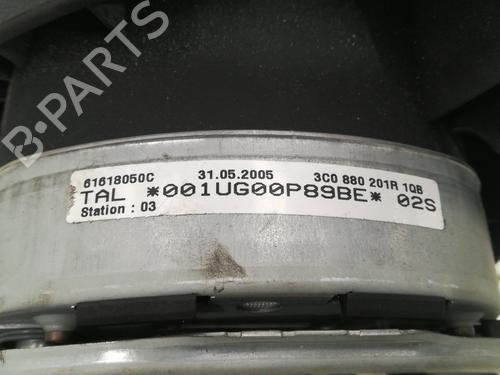 B-PARTS
61618050C 31.05.2005 3C0 880 201R 1QB
TAL *001UG00P89BE* 02S
Station : 03